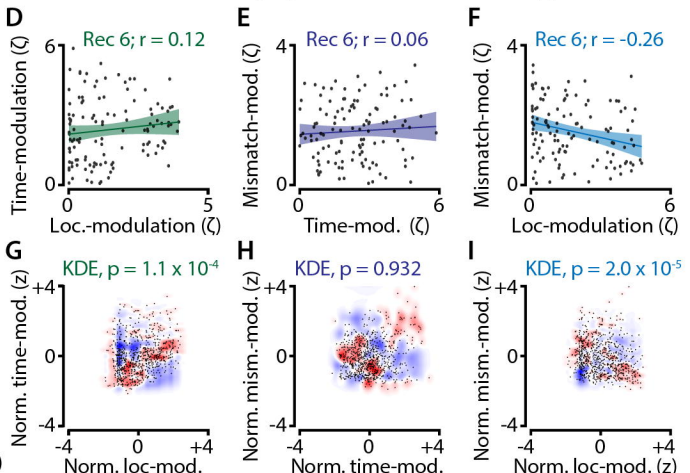 D
Rec 6; r = 0.12
Time-modulation (ζ)
6
0
0
5
Loc.-modulation (ζ)
E
Rec 6; r = 0.06
Mismatch-mod. (ζ)
4
0
0
6
Time-mod. (ζ)
F
Rec 6; r = -0.26
Mismatch-mod. (ζ)
4
0
0
6
Loc-modulation (ζ)
G
KDE, p = 1.1 x 10-4
Norm. time-mod. (z)
+4
0
-4
-4
0
+4
Norm. loc-mod.
H
KDE, p = 0.932
Norm. mism.-mod. (z)
+4
0
-4
-4
0
+4
Norm. time-mod.
I
KDE, p = 2.0 x 10-5
Norm. mism.-mod. (z)
+4
0
-4
-4
0
+4
Norm. loc-mod. (z)